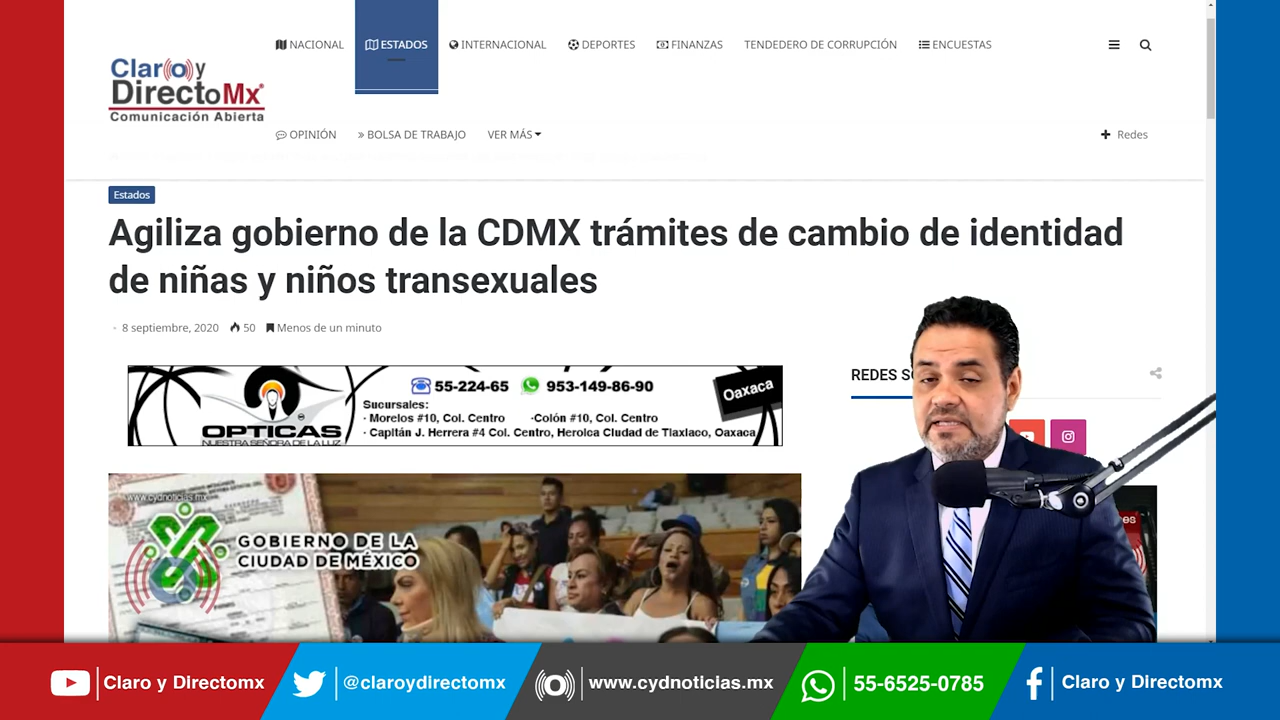 NACIONAL
ESTADOS
INTERNACIONAL
DEPORTES
FINANZAS
TENDEDERO DE CORRUPCIÓN
ENCUESTAS
Claro y
DirectoMx
Comunicación Abierta
OPINIÓN
» BOLSA DE TRABAJO
VER MÁS
+ Redes
Estados
Agiliza gobierno de la CDMX trámites de cambio de identidad
de niñas y niños transexuales
8 septiembre, 2020 50 Menos de un minuto
55-224-65 953-149-86-90
Oaxaca
Sucursales:
· Morelos #10, Col. Centro ·Colón #10, Col. Centro
· Capitán J. Herrera #4 Col. Centro, Heroica Ciudad de Tlaxiaco, Oaxaca
OPTICAS
NUESTRA SEÑORA DE LA LUZ
REDES
www.cydnoticias.mx
GOBIERNO DE LA
CIUDAD DE MÉXICO
Claro y Directomx
@claroydirectomx
www.cydnoticias.mx
55-6525-0785
Claro y Directomx